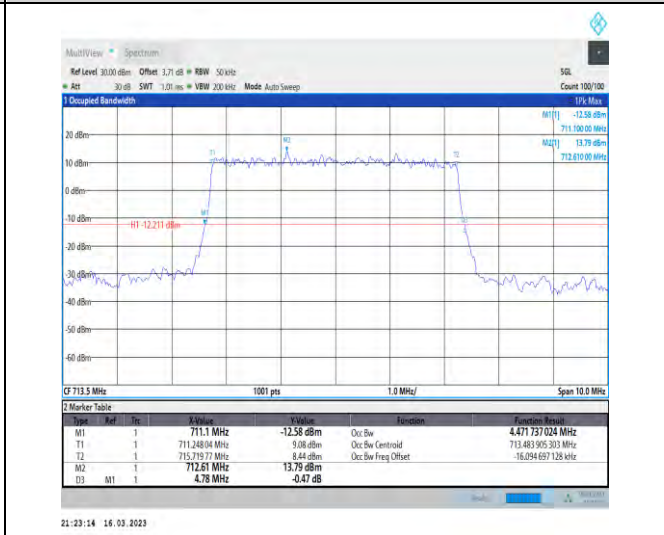 MultiView Spectrum
Ref Level 30.00 dBm Offset 3.71 dB RBW 50 kHz SGL
Att 30 dB SWT 1.01 ms VBW 200 kHz Mode Auto Sweep Count 100/100
1 Occupied Bandwidth 1Pk Max
M1[1] -12.58 dBm
711.100 00 MHz
M2[1] 13.79 dBm
712.610 00 MHz
20 dBm
M2
T1 T2
10 dBm
0 dBm
-10 dBm
M1 D3
H1 -12.211 dBm
-20 dBm
-30 dBm
-40 dBm
-50 dBm
-60 dBm
CF 713.5 MHz 1001 pts 1.0 MHz/ Span 10.0 MHz
2 Marker Table
Type Ref Trc X-Value Y-Value Function Function Result
M1 1 711.1 MHz -12.58 dBm Occ Bw 4.471 737 024 MHz
T1 1 711.248 04 MHz 9.08 dBm Occ Bw Centroid 713.483 905 303 MHz
T2 1 715.719 77 MHz 8.44 dBm Occ Bw Freq Offset -16.094 697 128 kHz
M2 1 712.61 MHz 13.79 dBm
D3 M1 1 4.78 MHz -0.47 dB
21:23:14 16.03.2023